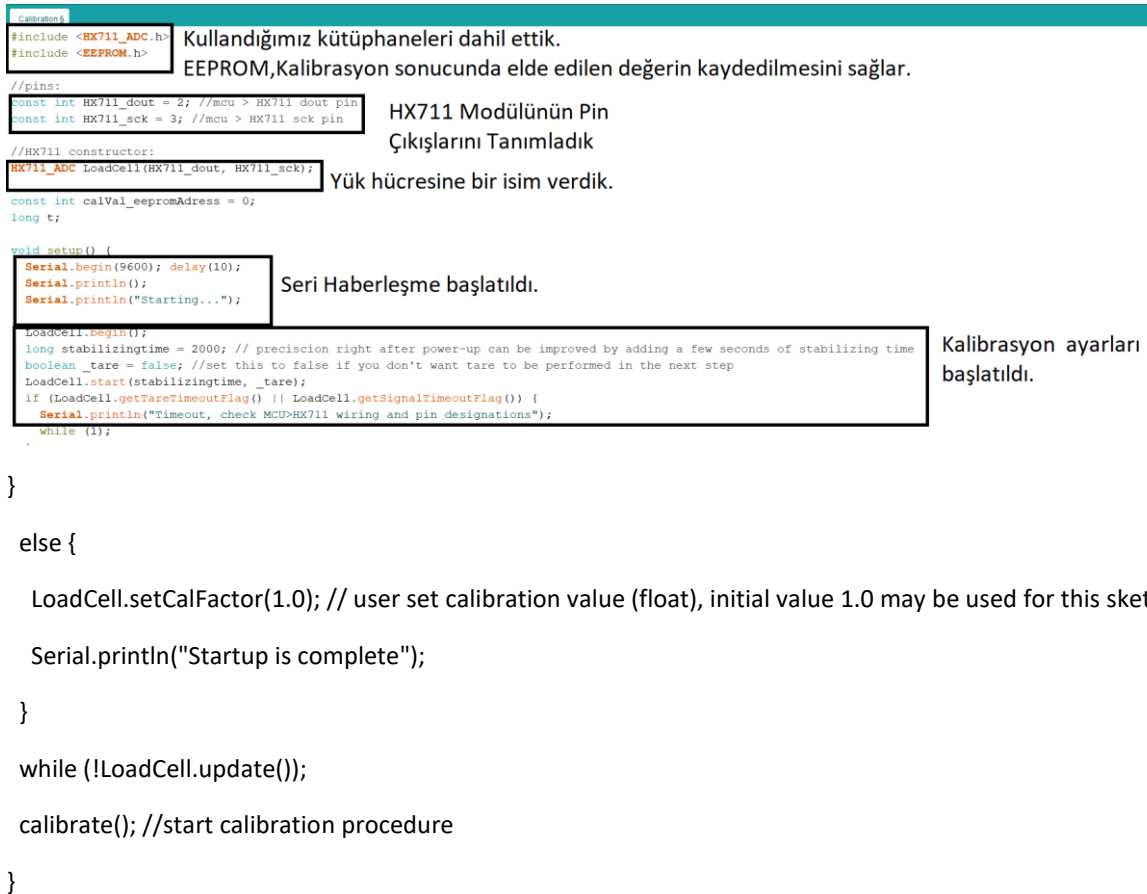 Calibration §
#include <HX711_ADC.h>
#include <EEPROM.h>
Kullandığımız kütüphaneleri dahil ettik.
EEPROM,Kalibrasyon sonucunda elde edilen değerin kaydedilmesini sağlar.
//pins:
const int HX711_dout = 2; //mcu > HX711 dout pin
const int HX711_sck = 3; //mcu > HX711 sck pin
HX711 Modülünün Pin
Çıkışlarını Tanımladık
//HX711 constructor:
HX711_ADC LoadCell(HX711_dout, HX711_sck);
Yük hücresine bir isim verdik.
const int calVal_eepromAdress = 0;
long t;
void setup() {
Serial.begin(9600); delay(10);
Serial.println();
Serial.println("Starting...");
Seri Haberleşme başlatıldı.
LoadCell.begin();
long stabilizingtime = 2000; // preciscion right after power-up can be improved by adding a few seconds of stabilizing time
boolean _tare = false; //set this to false if you don't want tare to be performed in the next step
LoadCell.start(stabilizingtime, _tare);
if (LoadCell.getTareTimeoutFlag() || LoadCell.getSignalTimeoutFlag()) {
Serial.println("Timeout, check MCU>HX711 wiring and pin designations");
while (1);
Kalibrasyon ayarları
başlatıldı.
}
else {
LoadCell.setCalFactor(1.0); // user set calibration value (float), initial value 1.0 may be used for this sket
Serial.println("Startup is complete");
}
while (!LoadCell.update());
calibrate(); //start calibration procedure
}